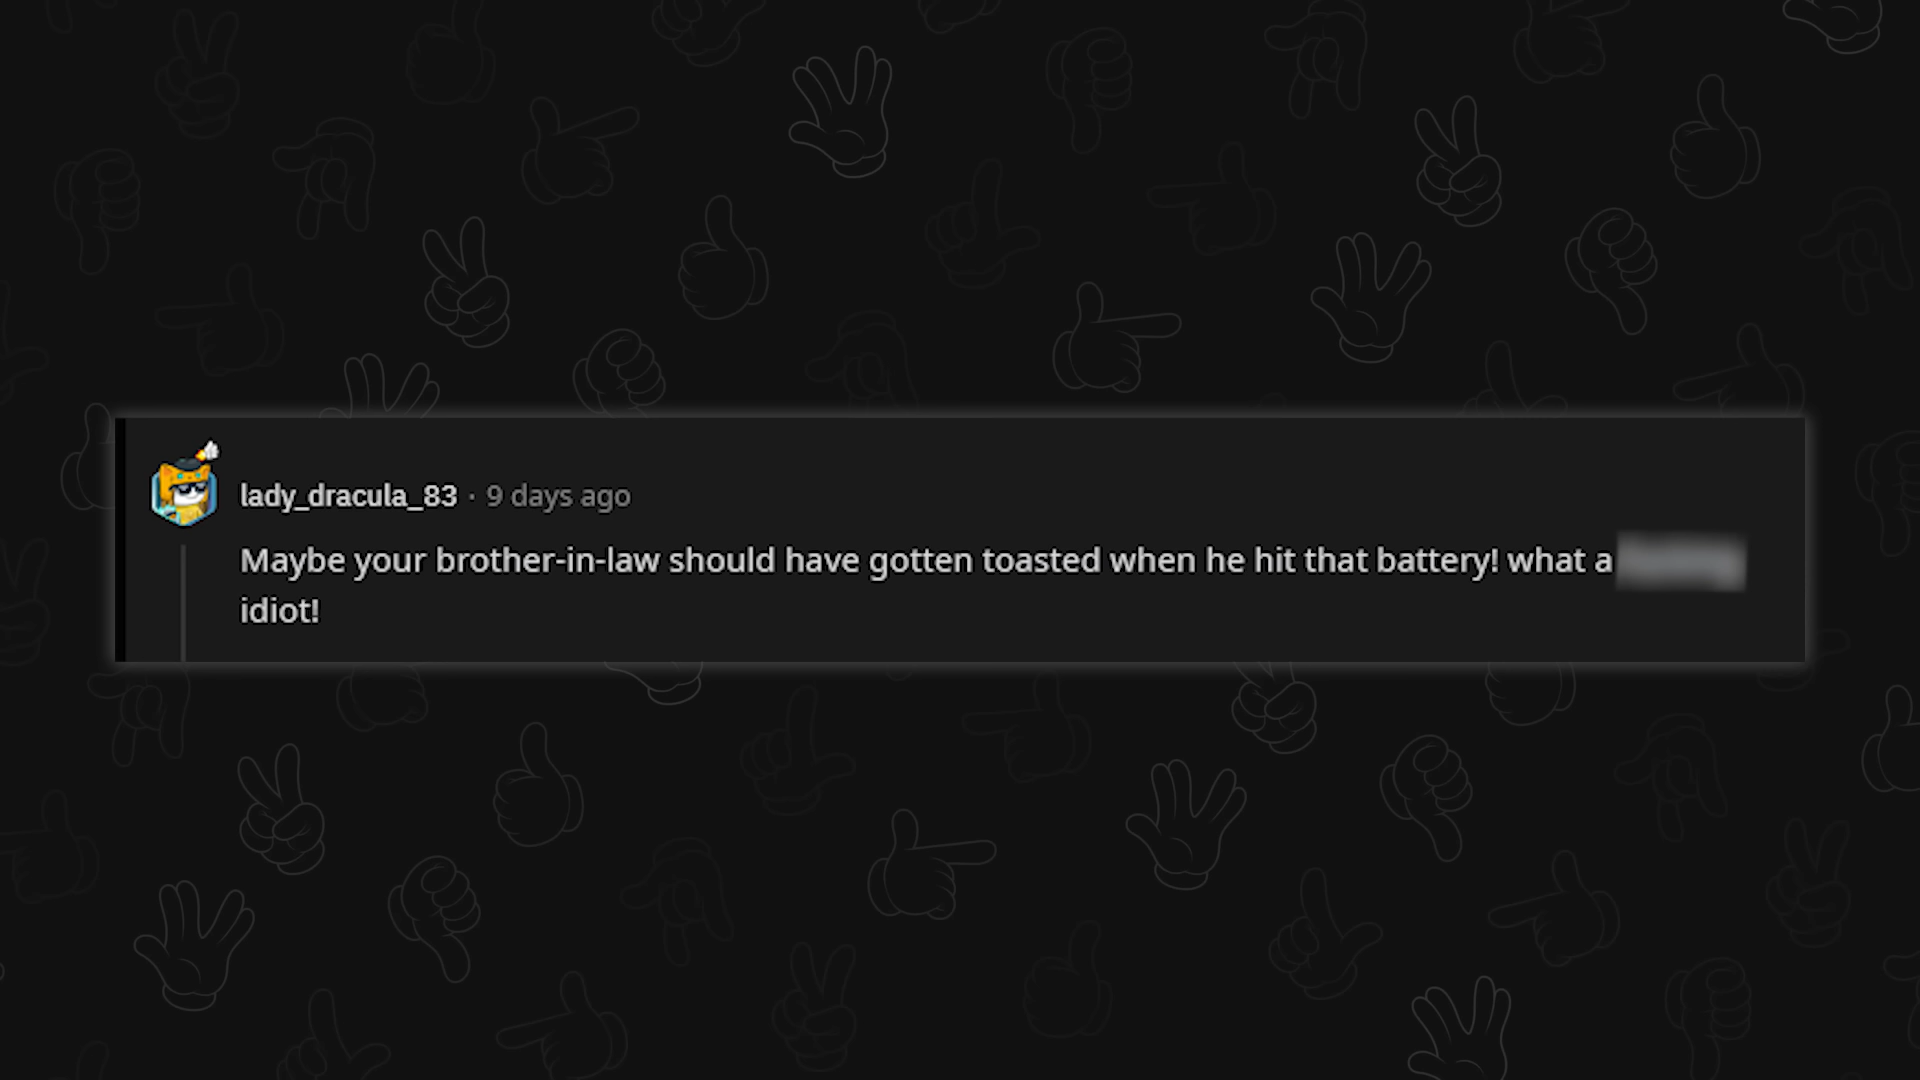 lady_dracula_83 · 9 days ago
Maybe your brother-in-law should have gotten toasted when he hit that battery! what a
idiot!